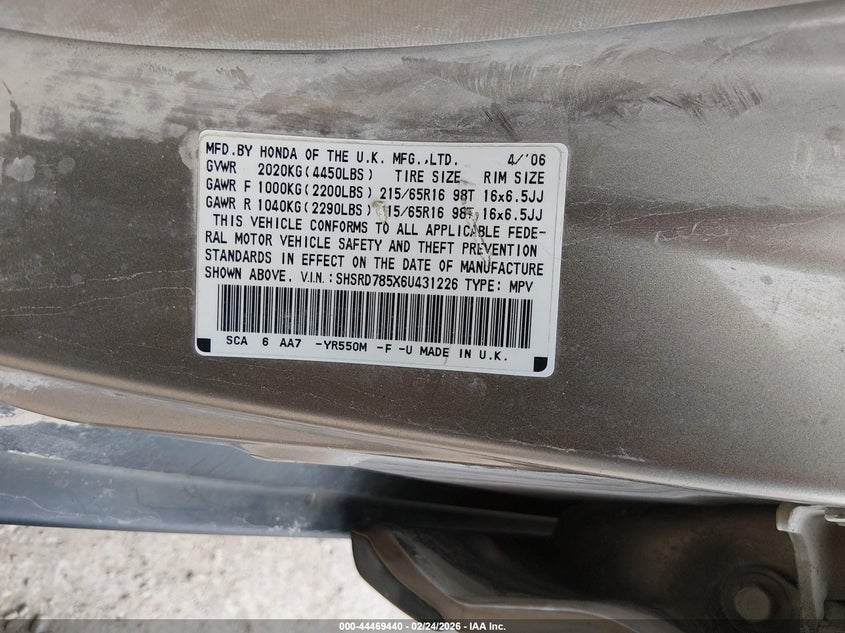 MFD.BY HONDA OF THE U.K. MFG.,LTD. 4/'06
GVWR 2020KG(4450LBS) TIRE SIZE RIM SIZE
GAWR F 1000KG(2200LBS) 215/65R16 98T 16x6.5JJ
GAWR R 1040KG(2290LBS) 215/65R16 98T 16x6.5JJ
THIS VEHICLE CONFORMS TO ALL APPLICABLE FEDE-
RAL MOTOR VEHICLE SAFETY AND THEFT PREVENTION
STANDARDS IN EFFECT ON THE DATE OF MANUFACTURE
SHOWN ABOVE. V.I.N.:SHSRD785X6U431226 TYPE: MPV
SCA 6 AA7 -YR550M -F -U MADE IN U.K.
000-44469440 - 02/24/2026 - IAA Inc.